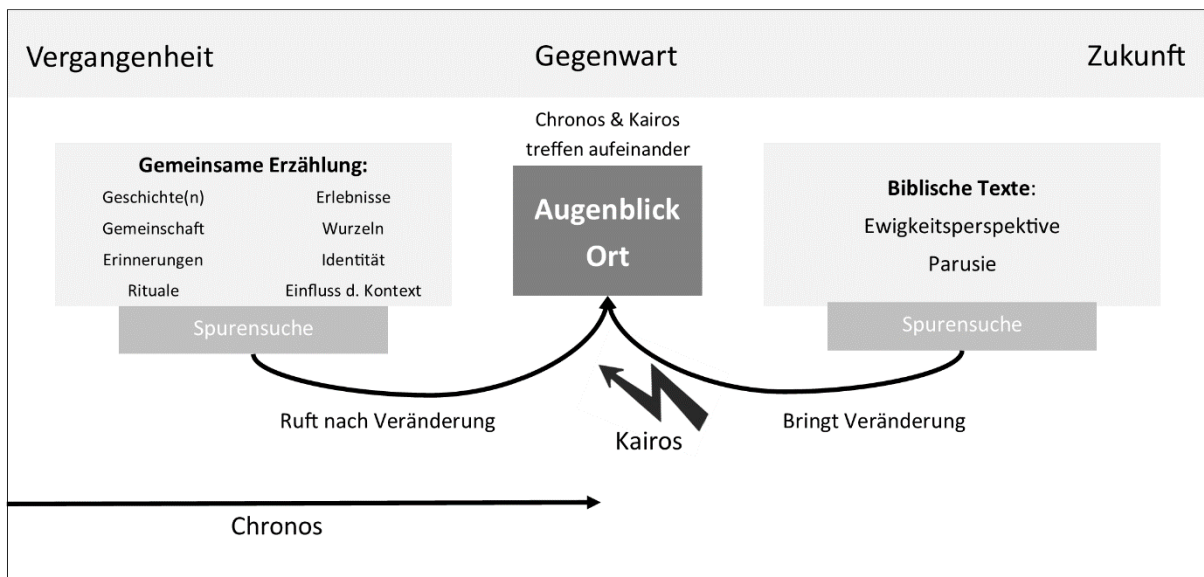 Vergangenheit
Gegenwart
Zukunft
Chronos & Kairos
treffen aufeinander
Gemeinsame Erzählung:
Geschichte(n)
Erlebnisse
Gemeinschaft
Wurzeln
Erinnerungen
Identität
Rituale
Einfluss d. Kontext
Spurensuche
Augenblick
Ort
Biblische Texte:
Ewigkeitsperspektive
Parusie
Spurensuche
Ruft nach Veränderung
Kairos
Bringt Veränderung
Chronos